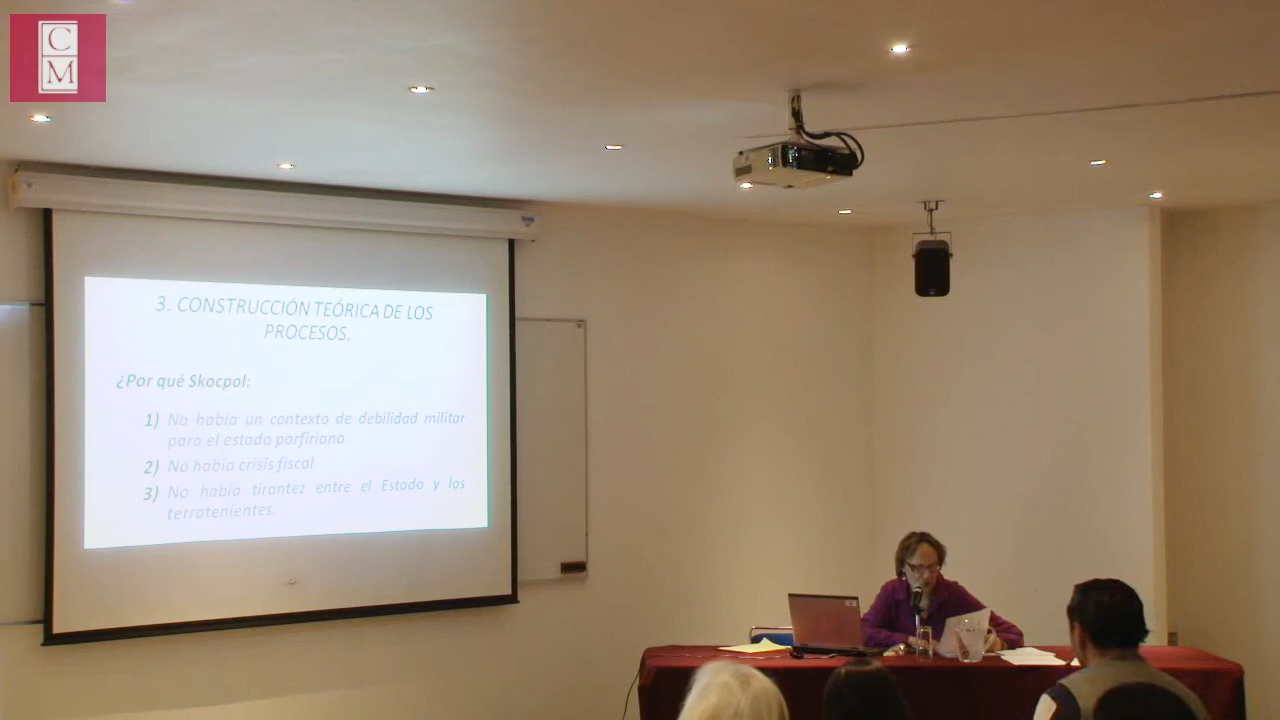 C
M
3. CONSTRUCCIÓN TEÓRICA DE LOS
PROCESOS.
¿Por qué Skocpol:
1) No había un contexto de debilidad militar
para el estado porfiriano
2) No había crisis fiscal
3) No había tirantez entre el Estado y los
terratenientes.